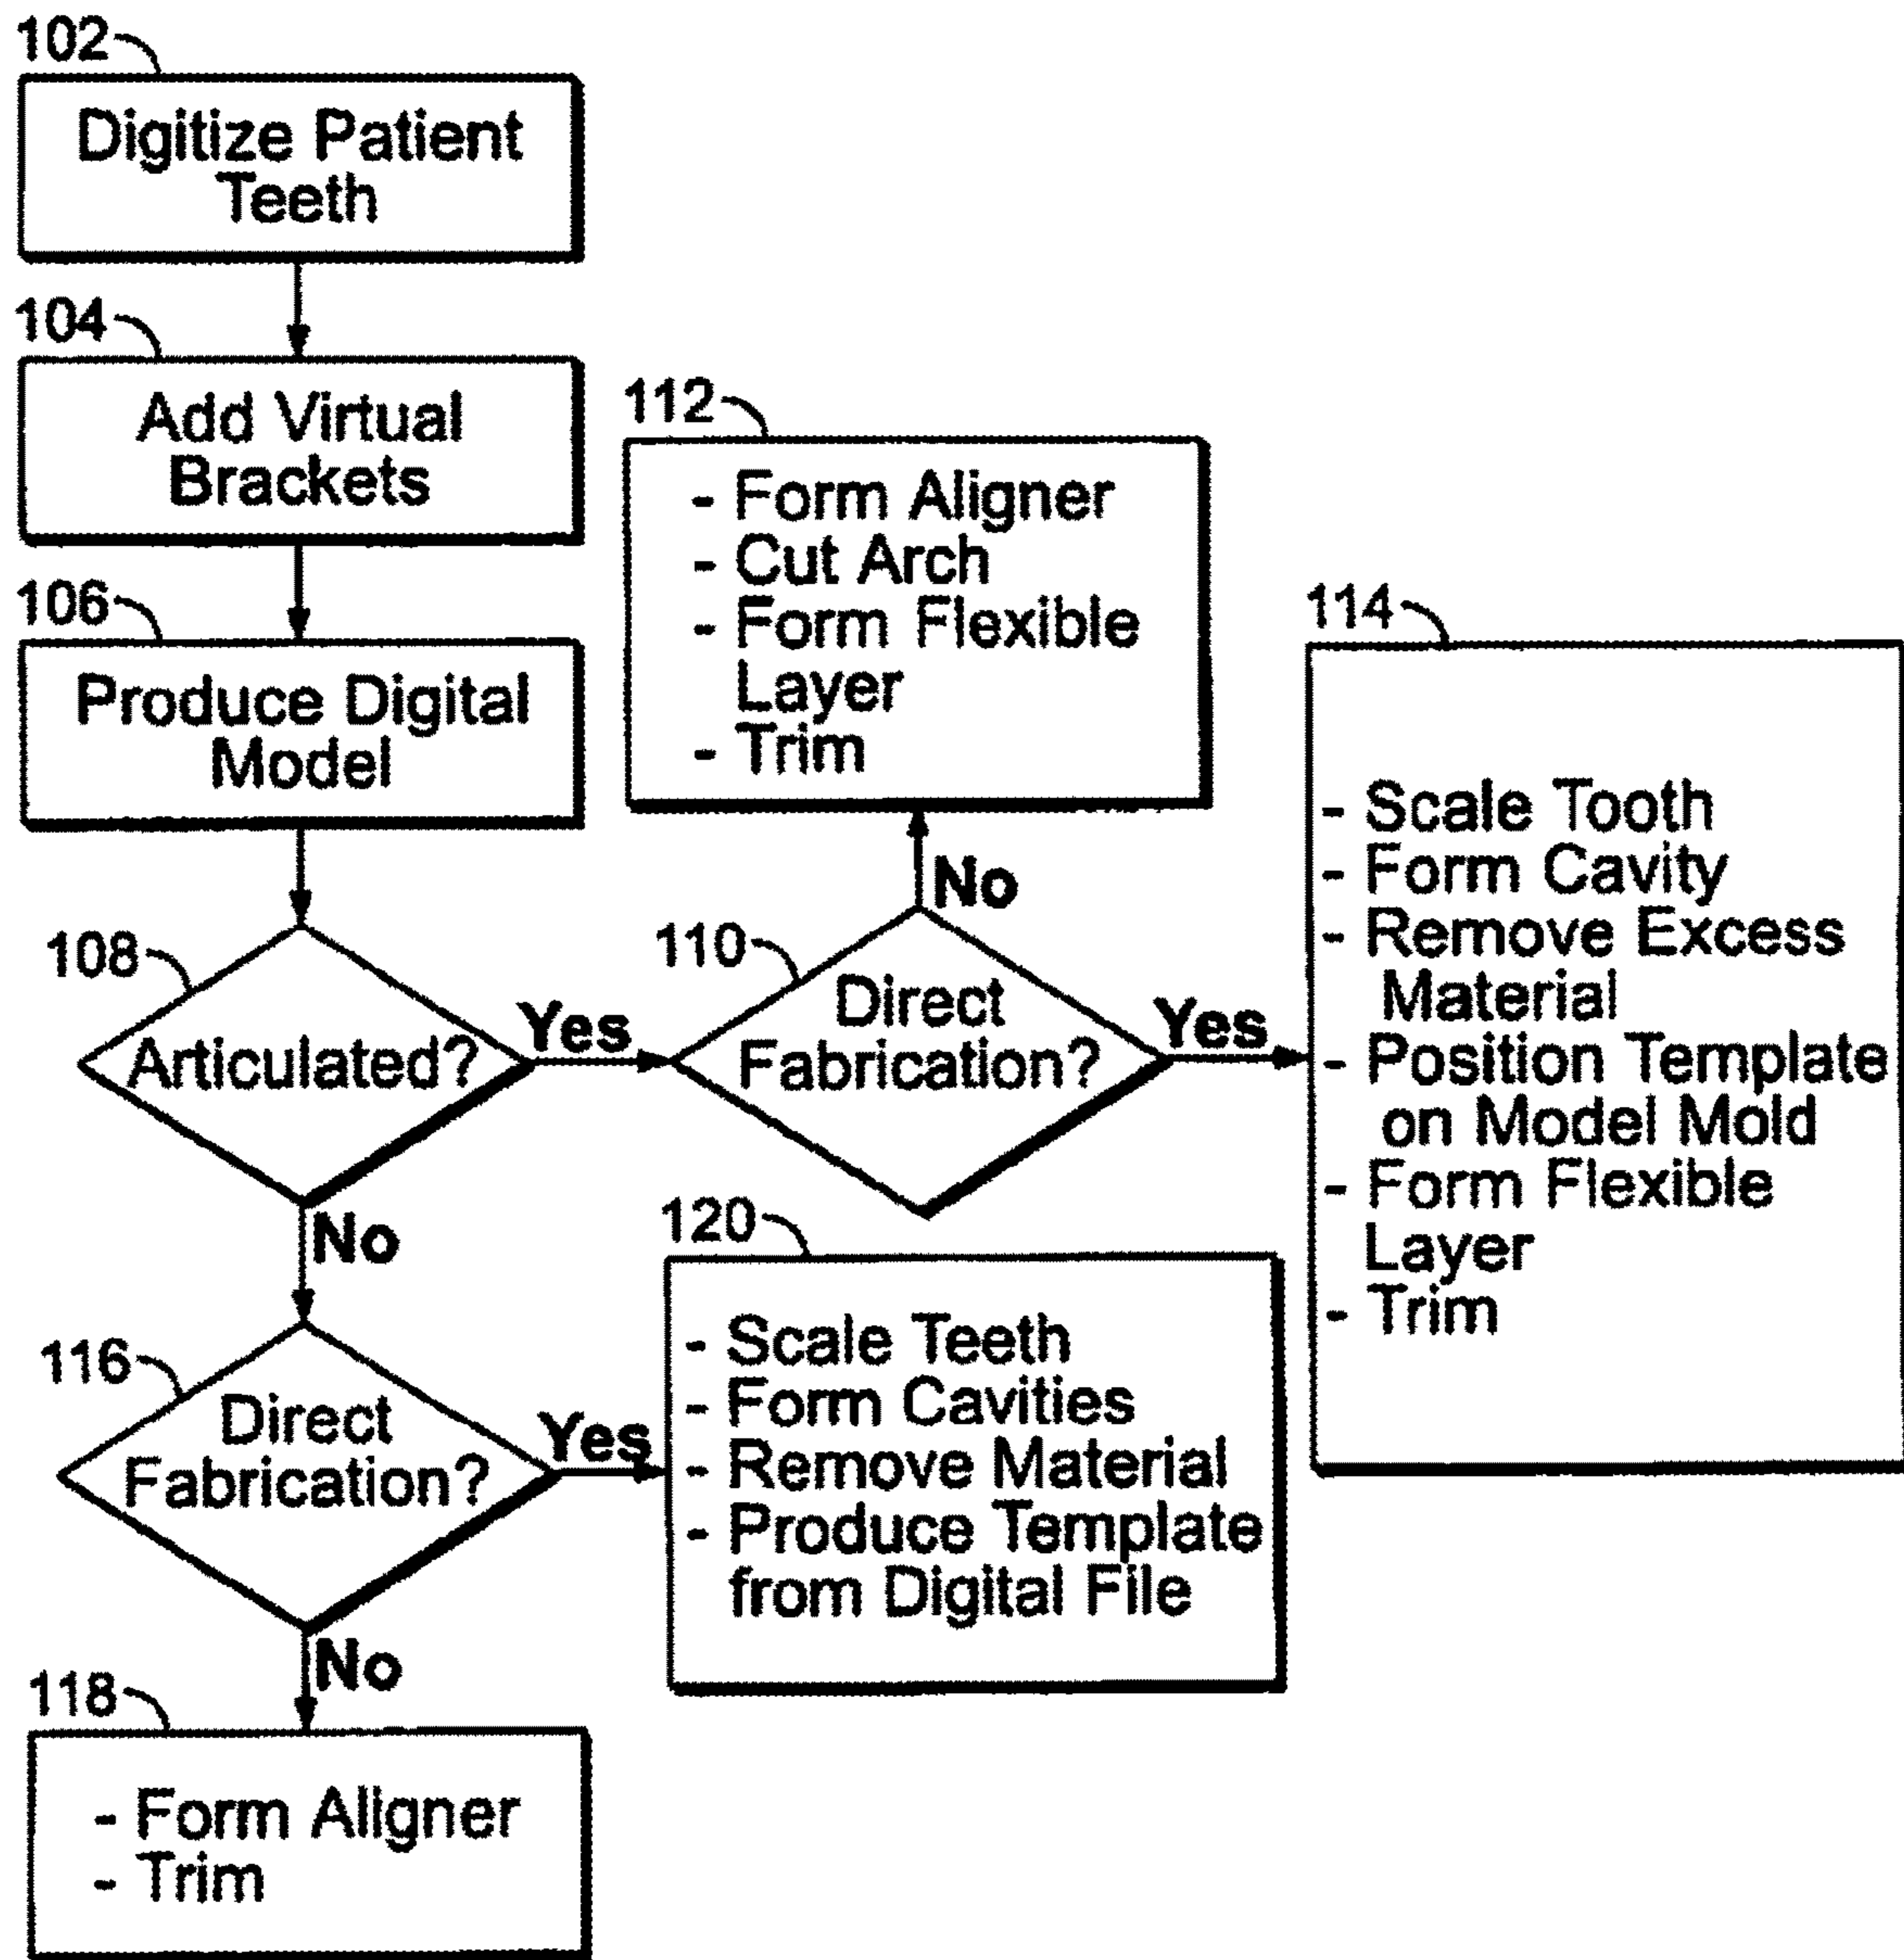 102
Digitize Patient
Teeth
104
Add Virtual
Brackets
106
Produce Digital
Model
108
Articulated?
Yes
No
110
Direct
Fabrication?
No
Yes
112
- Form Aligner
- Cut Arch
- Form Flexible
Layer
- Trim
114
- Scale Tooth
- Form Cavity
- Remove Excess
Material
- Position Template
on Model Mold
- Form Flexible
Layer
- Trim
116
Direct
Fabrication?
Yes
No
120
- Scale Teeth
- Form Cavities
- Remove Material
- Produce Template
from Digital File
118
- Form Aligner
- Trim